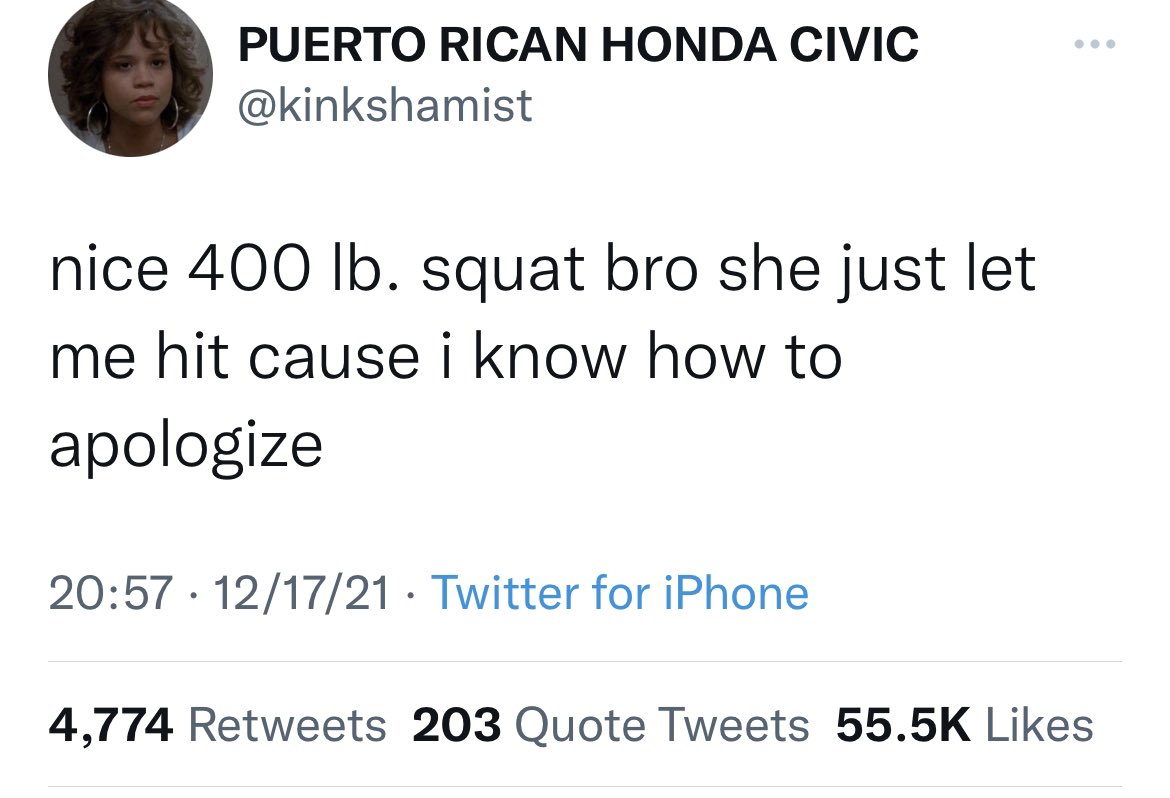 PUERTO RICAN HONDA CIVIC
@kinkshamist
nice 400 lb. squat bro she just let
me hit cause i know how to
apologize
20:57 · 12/17/21 · Twitter for iPhone
4,774 Retweets 203 Quote Tweets 55.5K Likes